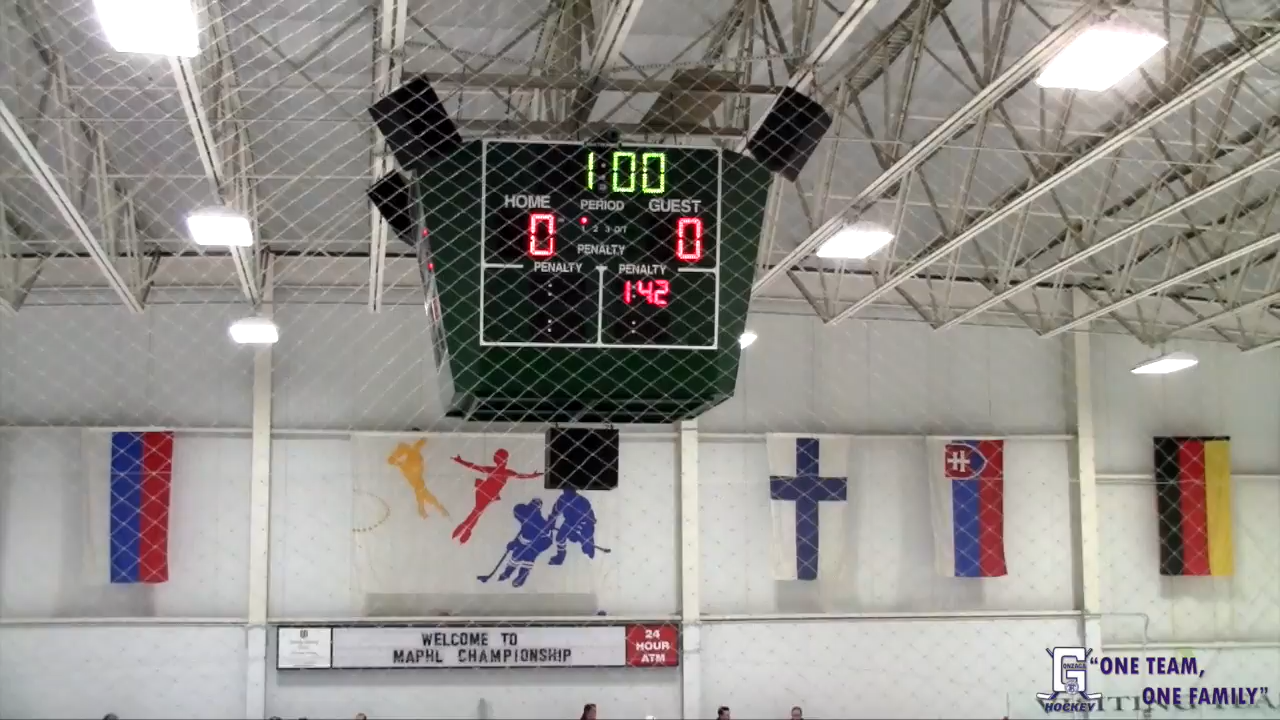 1:00
HOME PERIOD GUEST
0 0
1 2 3 O/T
PENALTY
PENALTY PENALTY
1:42
WELCOME TO
MAPHL CHAMPIONSHIP
24
HOUR
ATM
G
GONZAGA
HOCKEY
"ONE TEAM,
ONE FAMILY"